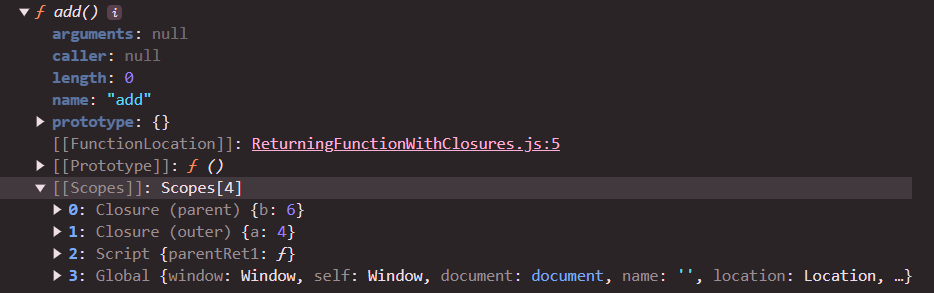 ▼ ƒ add() i
arguments: null
caller: null
length: 0
name: "add"
▶ prototype: {}
[[FunctionLocation]]: ReturningFunctionWithClosures.js:5
▶ [[Prototype]]: ƒ ()
▼ [[Scopes]]: Scopes[4]
▶ 0: Closure (parent) {b: 6}
▶ 1: Closure (outer) {a: 4}
▶ 2: Script {parentRet1: ƒ}
▶ 3: Global {window: Window, self: Window, document: document, name: '', location: Location, …}